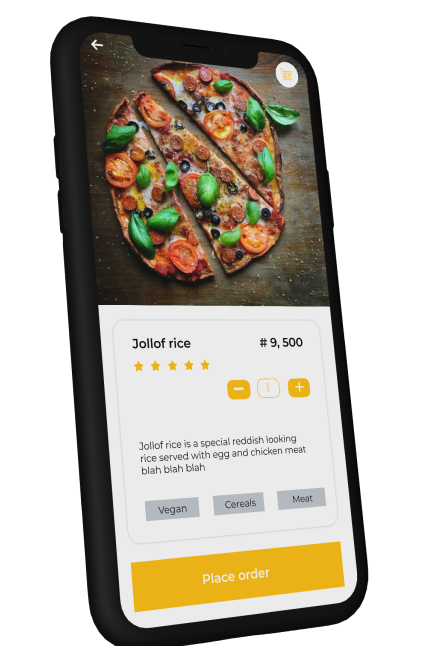 Jollof rice # 9, 500
1
Jollof rice is a special reddish looking
rice served with egg and chicken meat
blah blah blah
Vegan Cereals Meat
Place order